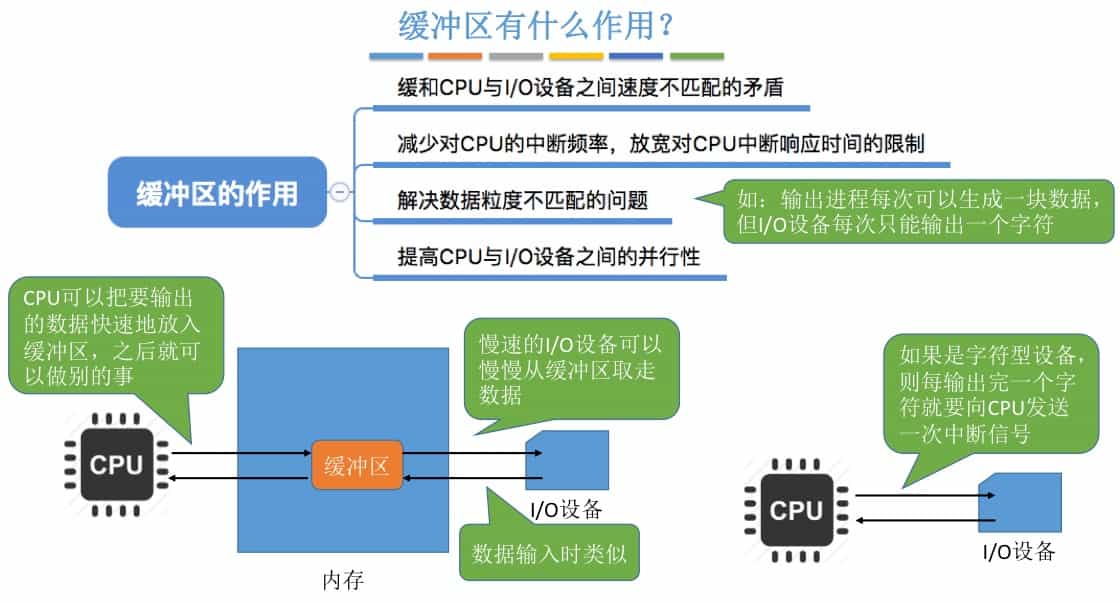 缓冲区有什么作用？
缓和CPU与I/O设备之间速度不匹配的矛盾
减少对CPU的中断频率，放宽对CPU中断响应时间的限制
缓冲区的作用
解决数据粒度不匹配的问题
如：输出进程每次可以生成一块数据，
但I/O设备每次只能输出一个字符
提高CPU与I/O设备之间的并行性
CPU可以把要输出
的数据快速地放入
缓冲区，之后就可
以做别的事
慢速的I/O设备可以
慢慢从缓冲区取走
数据
如果是字符型设备，
则每输出完一个字
符就要向CPU发送
一次中断信号
CPU
缓冲区
I/O设备
数据输入时类似
内存
CPU
I/O设备